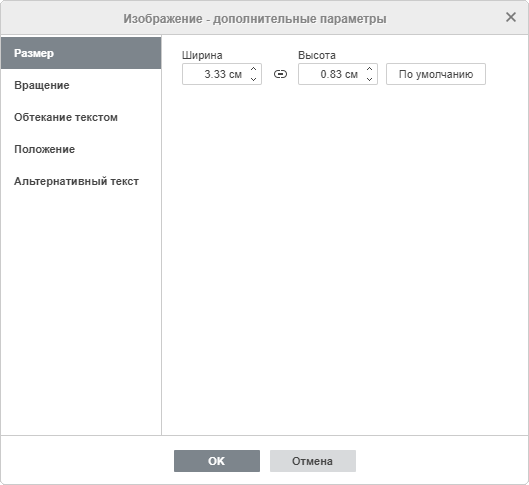 Изображение - дополнительные параметры
Размер
Вращение
Обтекание текстом
Положение
Альтернативный текст
Ширина Высота
3.33 см 0.83 см По умолчанию
OK Отмена